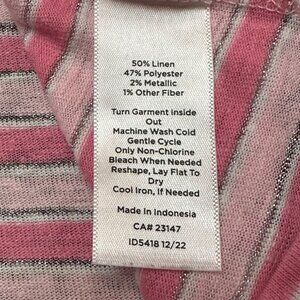 50% Linen
47% Polyester
2% Metallic
1% Other Fiber
Turn Garment inside
Out
Machine Wash Cold
Gentle Cycle
Only Non-Chlorine
Bleach When Needed
Reshape, Lay Flat To
Dry
Cool Iron, If Needed
Made in Indonesia
CA# 23147
ID5418 12/22